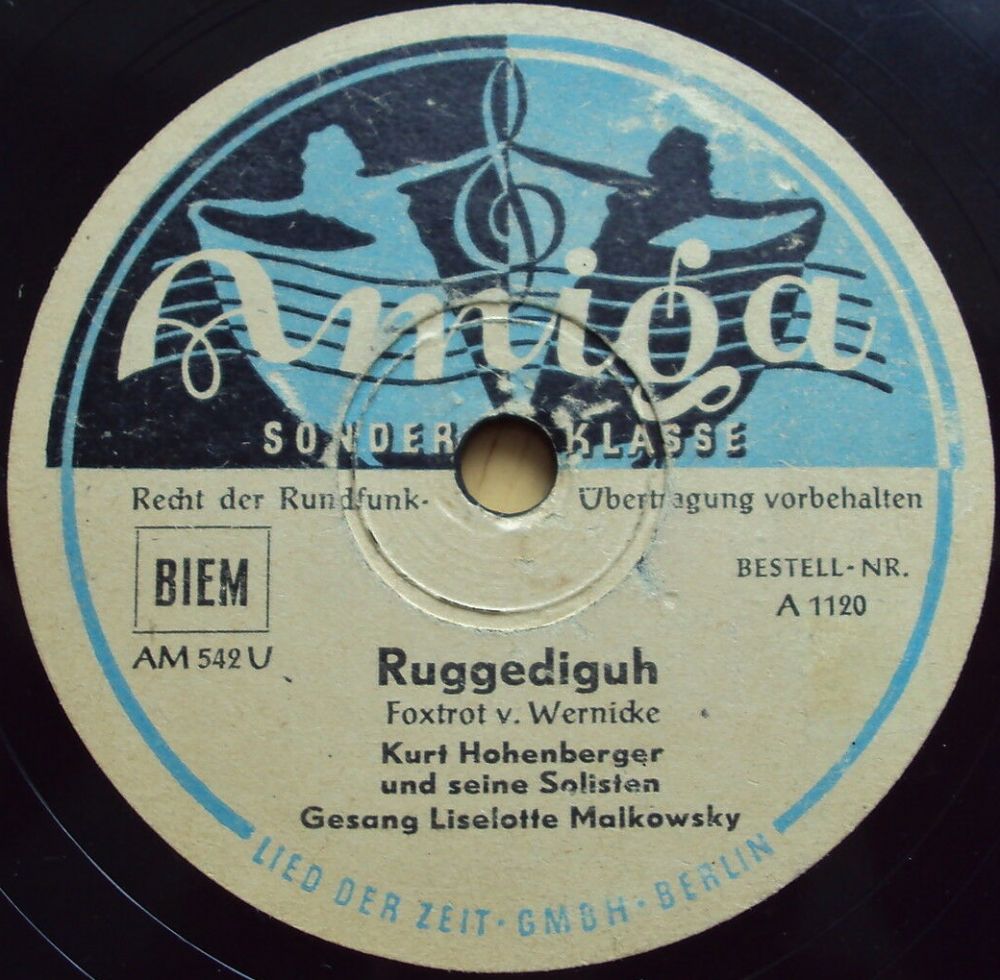 Amiga
SONDER KLASSE
Recht der Rundfunk- Übertragung vorbehalten
BIEM
BESTELL-NR.
A 1120
AM 542 U
Ruggediguh
Foxtrot v. Wernicke
Kurt Hohenberger
und seine Solisten
Gesang Liselotte Malkowsky
LIED DER ZEIT · GMBH · BERLIN